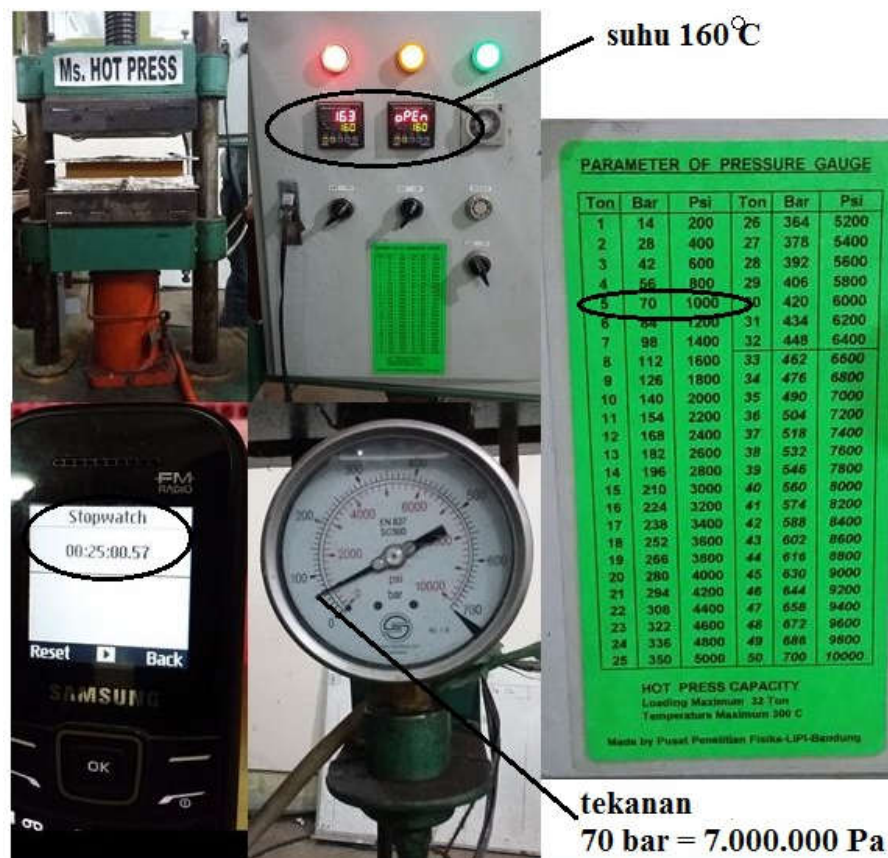 Ms. HOT PRESS
163
160
oPEn
160
suhu 160°C
PARAMETER OF PRESSURE GAUGE
Ton Bar Psi Ton Bar Psi
1 14 200 26 364 5200
2 28 400 27 378 5400
3 42 600 28 392 5600
4 56 800 29 406 5800
5 70 1000 30 420 6000
6 84 1200 31 434 6200
7 98 1400 32 448 6400
8 112 1600 33 462 6600
9 126 1800 34 476 6800
10 140 2000 35 490 7000
11 154 2200 36 504 7200
12 168 2400 37 518 7400
13 182 2600 38 532 7600
14 196 2800 39 546 7800
15 210 3000 40 560 8000
16 224 3200 41 574 8200
17 238 3400 42 588 8400
18 252 3600 43 602 8600
19 266 3800 44 616 8800
20 280 4000 45 630 9000
21 294 4200 46 644 9200
22 308 4400 47 658 9400
23 322 4600 48 672 9600
24 336 4800 49 686 9800
25 350 5000 50 700 10000
HOT PRESS CAPACITY
Loading Maximum 32 Ton
Temperature Maximum 300 C
Made by Pusat Penelitian Fisika-LIPI-Bandung
FM
RADIO
Stopwatch
00:25:00.57
Reset Back
SAMSUNG
OK
0 100 200 300 400 500 600 700
0 2000 4000 6000 10000
EN 837
psi
bar
tekanan
70 bar = 7.000.000 Pa